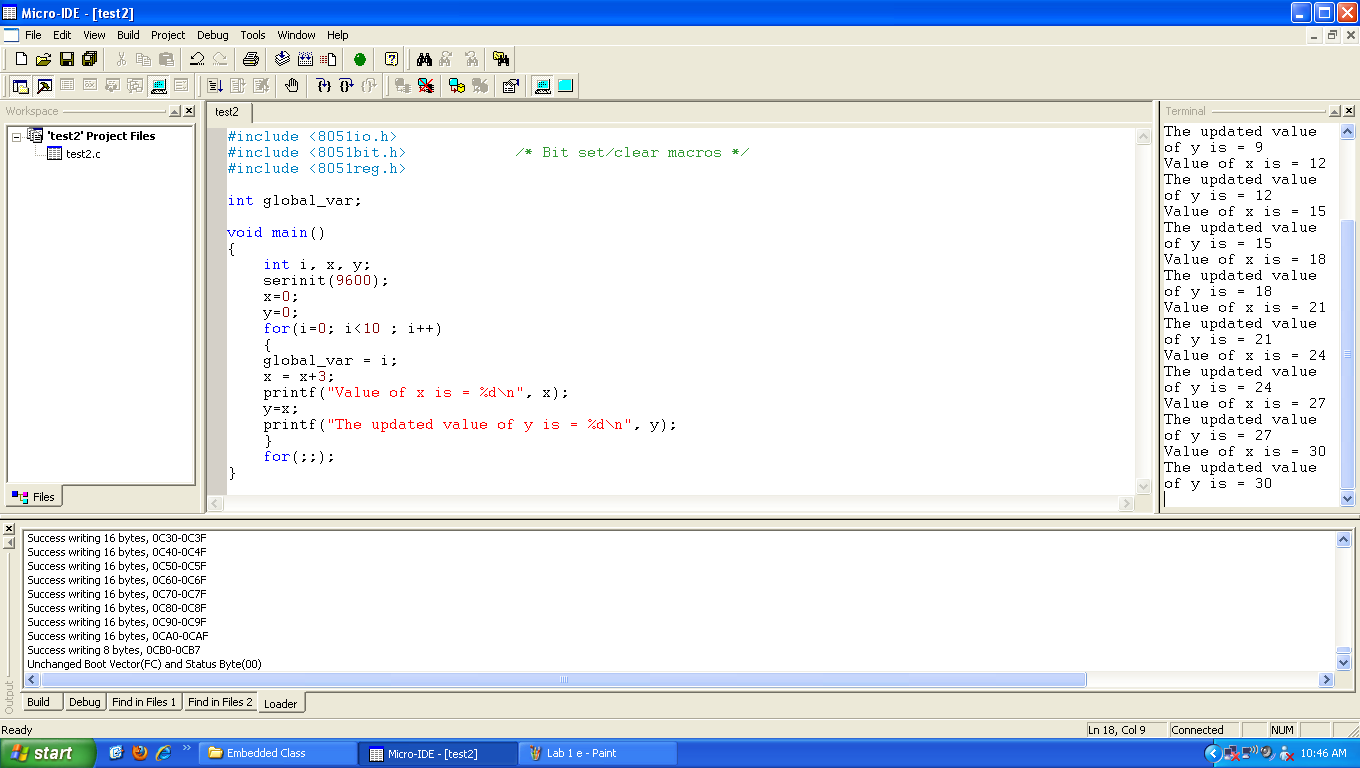 Micro-IDE - [test2]
File Edit View Build Project Debug Tools Window Help
Workspace
'test2' Project Files
test2.c
Files
test2
#include <8051io.h>
#include <8051bit.h> /* Bit set/clear macros */
#include <8051reg.h>
int global_var;
void main()
{
int i, x, y;
serinit(9600);
x=0;
y=0;
for(i=0; i<10 ; i++)
{
global_var = i;
x = x+3;
printf("Value of x is = %d\n", x);
y=x;
printf("The updated value of y is = %d\n", y);
}
for(;;);
}
Terminal
The updated value
of y is = 9
Value of x is = 12
The updated value
of y is = 12
Value of x is = 15
The updated value
of y is = 15
Value of x is = 18
The updated value
of y is = 18
Value of x is = 21
The updated value
of y is = 21
Value of x is = 24
The updated value
of y is = 24
Value of x is = 27
The updated value
of y is = 27
Value of x is = 30
The updated value
of y is = 30
Success writing 16 bytes, 0C30-0C3F
Success writing 16 bytes, 0C40-0C4F
Success writing 16 bytes, 0C50-0C5F
Success writing 16 bytes, 0C60-0C6F
Success writing 16 bytes, 0C70-0C7F
Success writing 16 bytes, 0C80-0C8F
Success writing 16 bytes, 0C90-0C9F
Success writing 16 bytes, 0CA0-0CAF
Success writing 8 bytes, 0CB0-0CB7
Unchanged Boot Vector(FC) and Status Byte(00)
Output
Build Debug Find in Files 1 Find in Files 2 Loader
Ready Ln 18, Col 9 Connected NUM
start Embedded Class Micro-IDE - [test2] Lab 1 e - Paint 10:46 AM